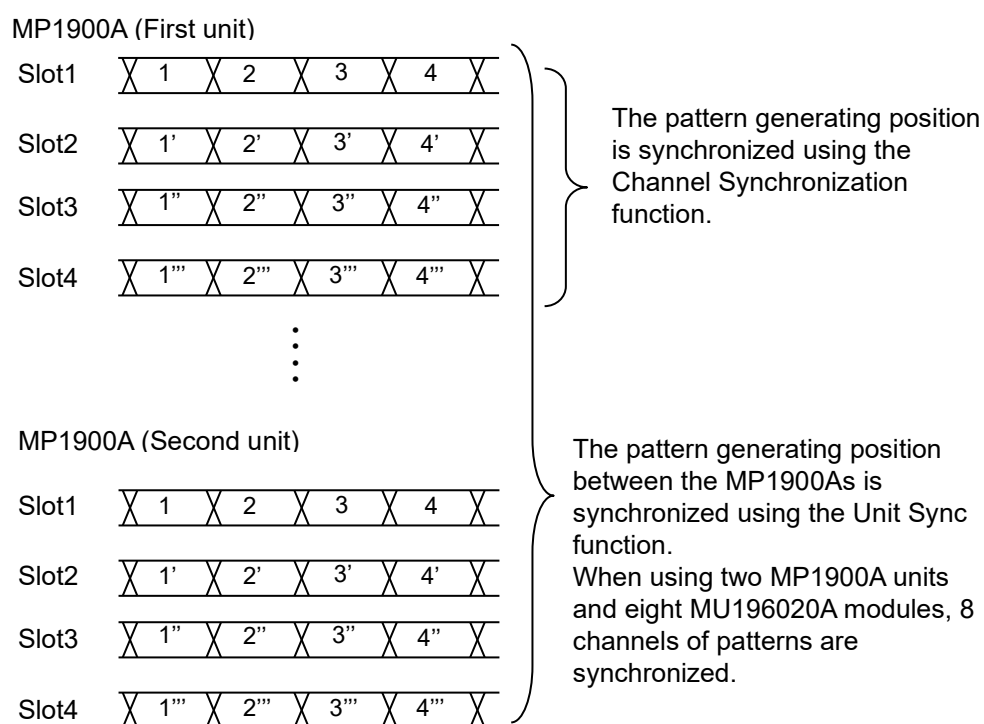 MP1900A (First unit)
Slot1 1 2 3 4
Slot2 1’ 2’ 3’ 4’
Slot3 1” 2” 3” 4”
Slot4 1”’ 2”’ 3”’ 4”’
The pattern generating position
is synchronized using the
Channel Synchronization
function.
MP1900A (Second unit)
Slot1 1 2 3 4
Slot2 1’ 2’ 3’ 4’
Slot3 1” 2” 3” 4”
Slot4 1”’ 2”’ 3”’ 4”’
The pattern generating position
between the MP1900As is
synchronized using the Unit Sync
function.
When using two MP1900A units
and eight MU196020A modules, 8
channels of patterns are
synchronized.